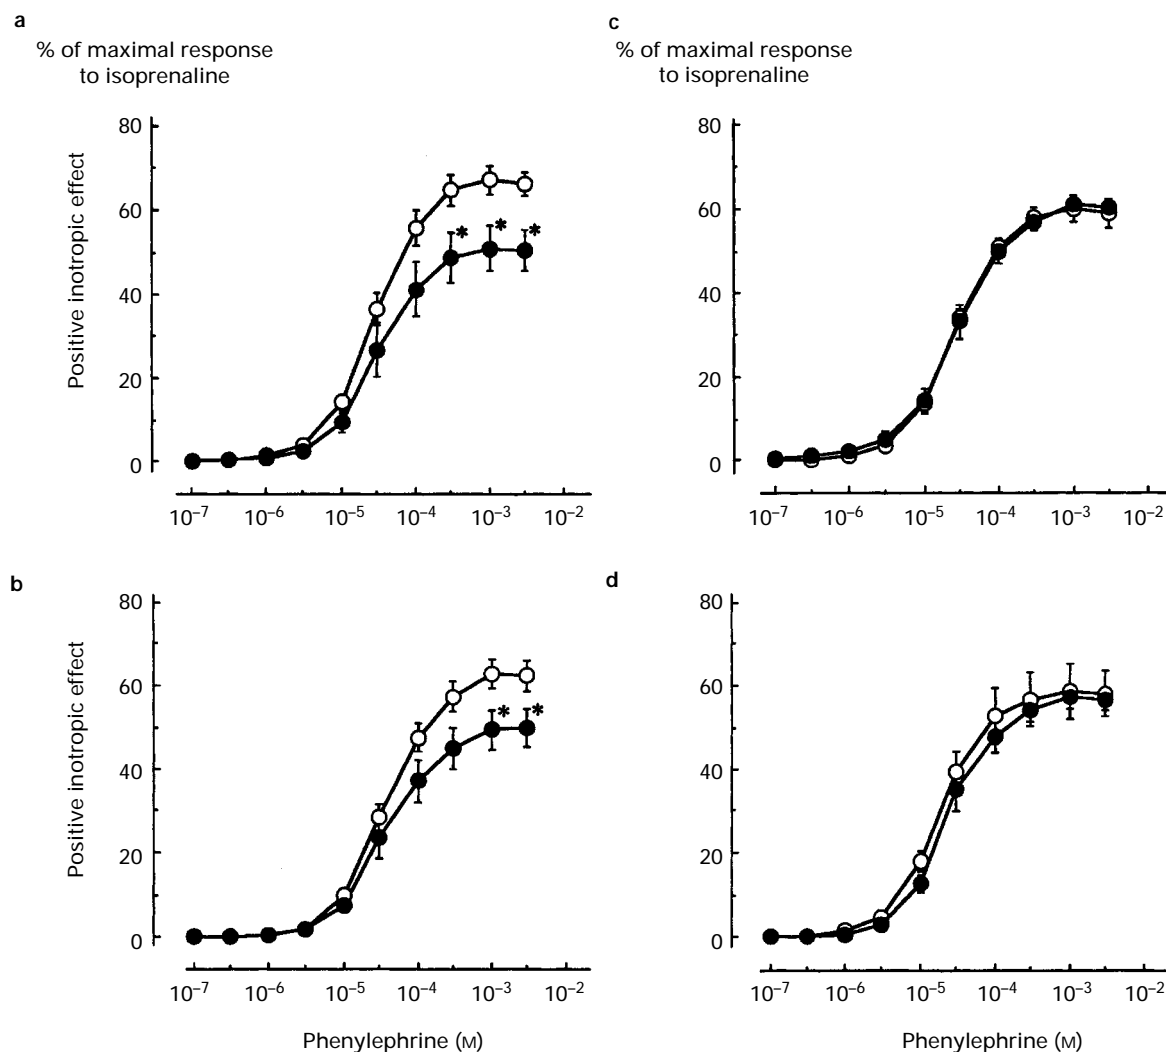 a
% of maximal response
to isoprenaline
80
60
40
20
0
Positive inotropic effect
* * *
10⁻⁷ 10⁻⁶ 10⁻⁵ 10⁻⁴ 10⁻³ 10⁻²
c
% of maximal response
to isoprenaline
80
60
40
20
0
10⁻⁷ 10⁻⁶ 10⁻⁵ 10⁻⁴ 10⁻³ 10⁻²
b
80
60
40
20
0
Positive inotropic effect
* *
10⁻⁷ 10⁻⁶ 10⁻⁵ 10⁻⁴ 10⁻³ 10⁻²
Phenylephrine (M)
d
80
60
40
20
0
10⁻⁷ 10⁻⁶ 10⁻⁵ 10⁻⁴ 10⁻³ 10⁻²
Phenylephrine (M)